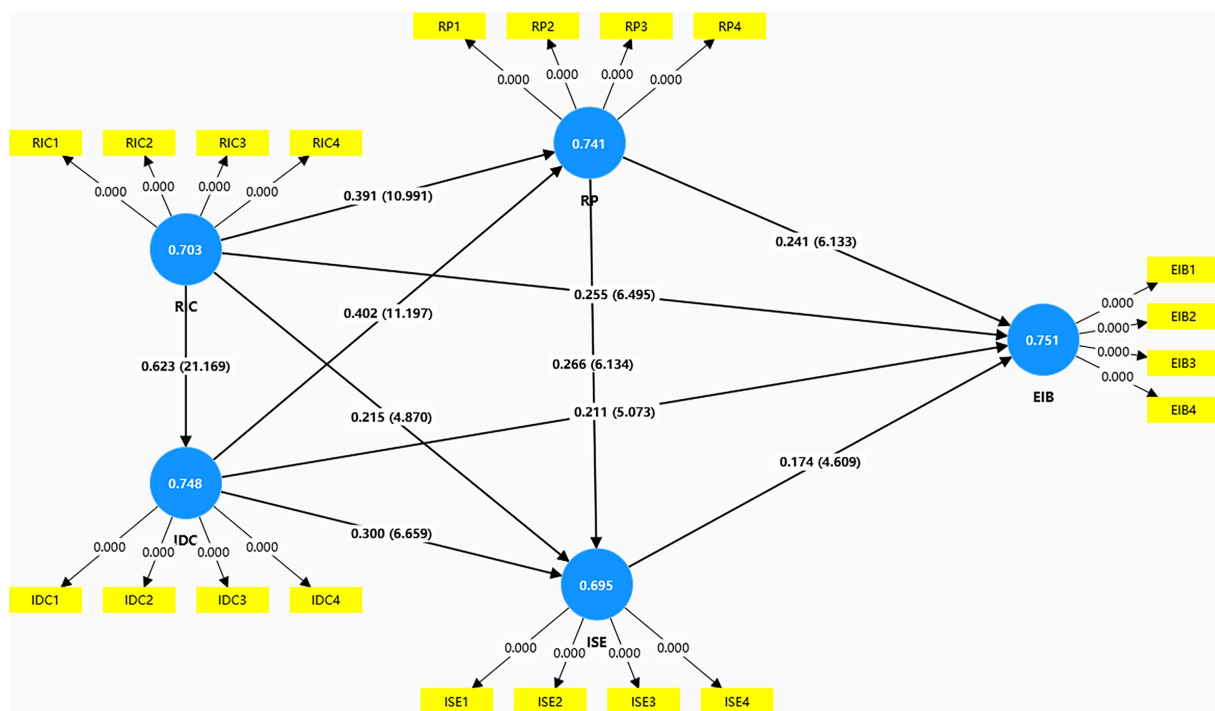 RP1 RP2 RP3 RP4
0.000 0.000 0.000 0.000
0.741
RP
RIC1 RIC2 RIC3 RIC4
0.000 0.000 0.000 0.000
0.703
RIC
0.391 (10.991)
0.241 (6.133)
0.255 (6.495)
0.402 (11.197)
0.623 (21.169)
0.266 (6.134)
0.215 (4.870)
0.211 (5.073)
0.174 (4.609)
0.300 (6.659)
EIB1
0.000
EIB2
0.000
0.751
EIB3
0.000
EIB4
0.000
EIB
0.748
IDC
0.000 0.000 0.000 0.000
IDC1 IDC2 IDC3 IDC4
0.695
ISE
0.000 0.000 0.000 0.000
ISE1 ISE2 ISE3 ISE4